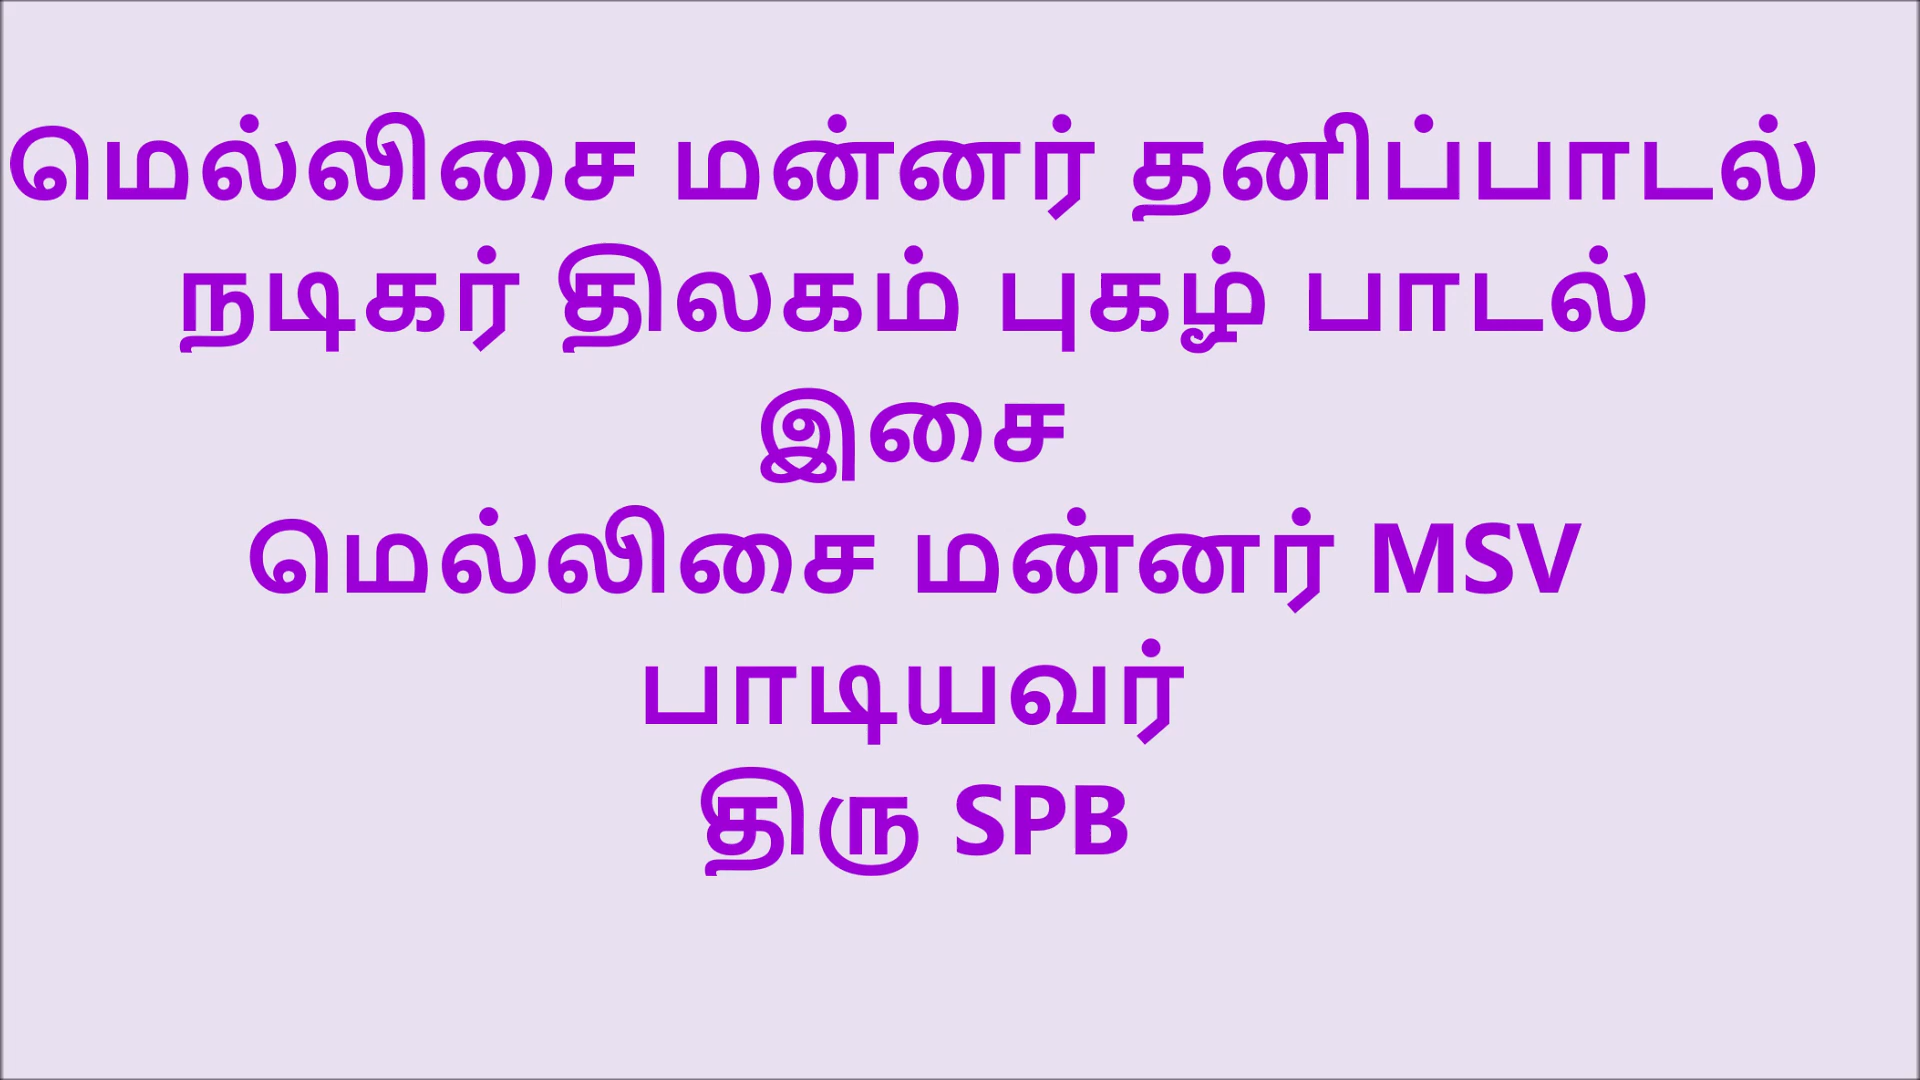 மெல்லிசை மன்னர் தனிப்பாடல்
நடிகர் திலகம் புகழ் பாடல்
இசை
மெல்லிசை மன்னர் MSV
பாடியவர்
திரு SPB